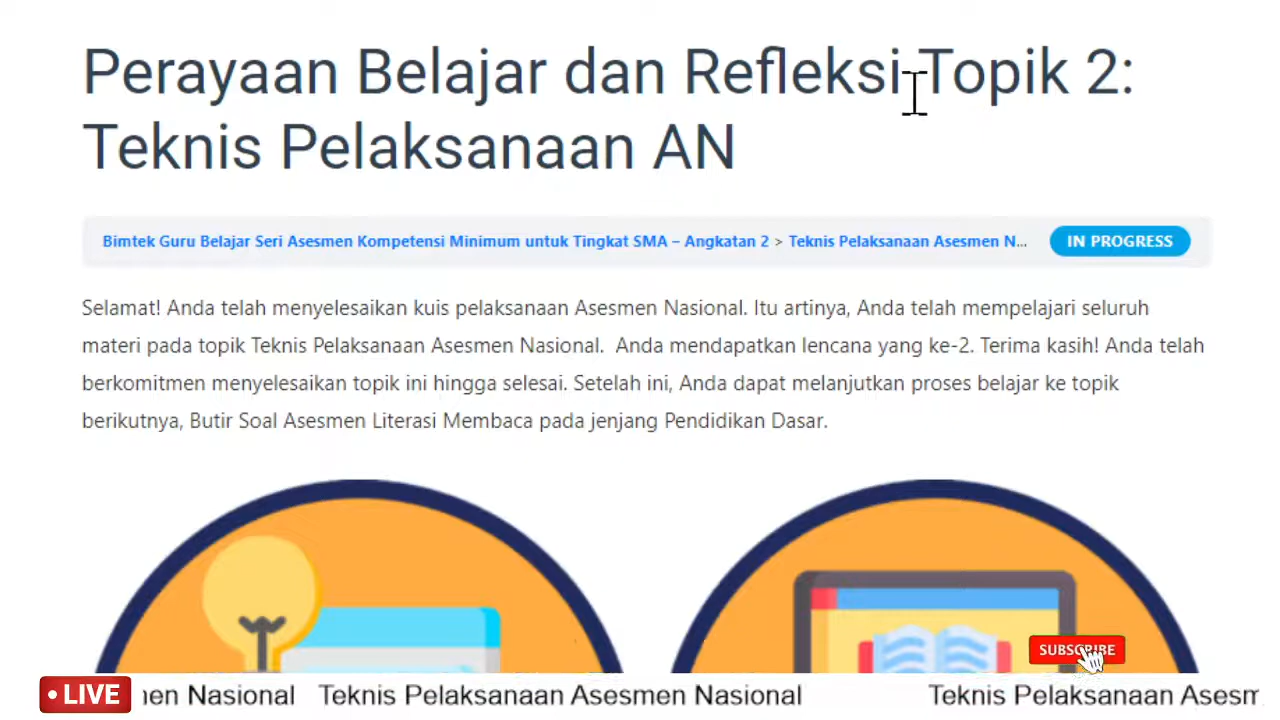 Perayaan Belajar dan Refleksi Topik 2:
Teknis Pelaksanaan AN
Bimtek Guru Belajar Seri Asesmen Kompetensi Minimum untuk Tingkat SMA – Angkatan 2 > Teknis Pelaksanaan Asesmen N... IN PROGRESS
Selamat! Anda telah menyelesaikan kuis pelaksanaan Asesmen Nasional. Itu artinya, Anda telah mempelajari seluruh
materi pada topik Teknis Pelaksanaan Asesmen Nasional.  Anda mendapatkan lencana yang ke-2. Terima kasih! Anda telah
berkomitmen menyelesaikan topik ini hingga selesai. Setelah ini, Anda dapat melanjutkan proses belajar ke topik
berikutnya, Butir Soal Asesmen Literasi Membaca pada jenjang Pendidikan Dasar.
SUBSCRIBE
LIVE men Nasional Teknis Pelaksanaan Asesmen Nasional Teknis Pelaksanaan Asesm